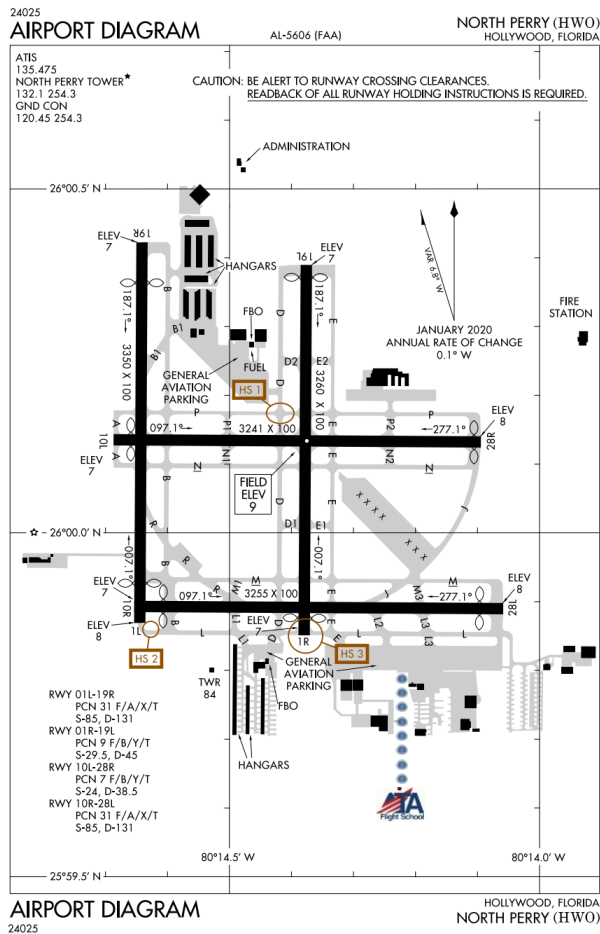 24025
AIRPORT DIAGRAM
AL-5606 (FAA)
NORTH PERRY (HWO)
HOLLYWOOD, FLORIDA
ATIS
135.475
NORTH PERRY TOWER*
132.1 254.3
GND CON
120.45 254.3
CAUTION: BE ALERT TO RUNWAY CROSSING CLEARANCES.
READBACK OF ALL RUNWAY HOLDING INSTRUCTIONS IS REQUIRED.
ADMINISTRATION
26°00.5' N
ELEV
7
19R
HANGARS
19L
ELEV
7
VAR 6.8° W
JANUARY 2020
ANNUAL RATE OF CHANGE
0.1° W
FIRE
STATION
187.1°
3350 X 100
B
B1
B1
FBO
FUEL
D
187.1°
E
D2
E2
3260 X 100
GENERAL
AVIATION
PARKING
HS 1
D
A
P
P1
P2
P
E
10L
097.1°
3241 X 100
277.1°
28R
ELEV
8
ELEV
7
A
B
N
N1
D
E
N2
N
FIELD
ELEV
9
XXXX
XXX
J
R
D
D1
E1
26°00.0' N
007.1°
007.1°
B
R
R
M1
M
M3
M
J
ELEV
7
10R
097.1°
3255 X 100
277.1°
28L
ELEV
8
ELEV
8
1L
B
L
L1
L1
ELEV
7
1R
D
E
L
L2
L3
L3
L
HS 2
HS 3
TWR
84
GENERAL
AVIATION
PARKING
FBO
HANGARS
RWY 01L-19R
PCN 31 F/A/X/T
S-85, D-131
RWY 01R-19L
PCN 9 F/B/Y/T
S-29.5, D-45
RWY 10L-28R
PCN 7 F/B/Y/T
S-24, D-38.5
RWY 10R-28L
PCN 31 F/A/X/T
S-85, D-131
ATA
Flight School
80°14.5' W
80°14.0' W
25°59.5' N
AIRPORT DIAGRAM
24025
HOLLYWOOD, FLORIDA
NORTH PERRY (HWO)